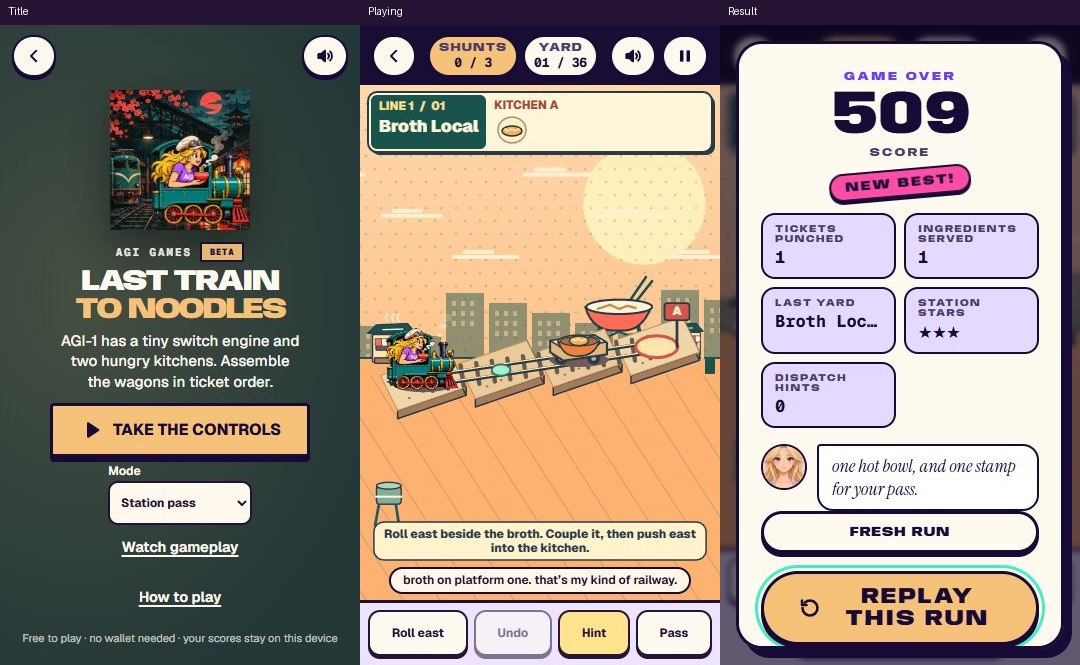 Title
AGI GAMES BETA
LAST TRAIN
TO NOODLES
AGI-1 has a tiny switch engine and
two hungry kitchens. Assemble
the wagons in ticket order.
TAKE THE CONTROLS
Mode
Station pass
Watch gameplay
How to play
Free to play · no wallet needed · your scores stay on this device
Playing
SHUNTS
0 / 3
YARD
01 / 36
LINE 1 / 01
Broth Local
KITCHEN A
A
Roll east beside the broth. Couple it, then push east
into the kitchen.
broth on platform one. that's my kind of railway.
Roll east
Undo
Hint
Pass
Result
GAME OVER
509
SCORE
NEW BEST!
TICKETS
PUNCHED
1
INGREDIENTS
SERVED
1
LAST YARD
Broth Loc…
STATION
STARS
★★★
DISPATCH
HINTS
0
one hot bowl, and one stamp
for your pass.
FRESH RUN
REPLAY
THIS RUN